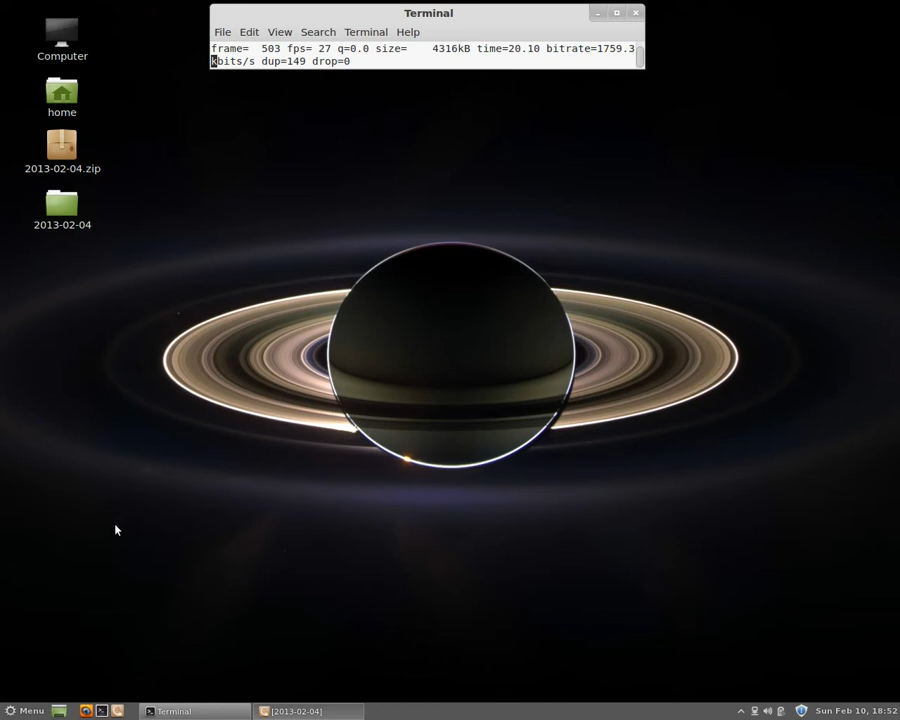 Terminal
File Edit View Search Terminal Help
frame=  503 fps= 27 q=0.0 size=    4316kB time=20.10 bitrate=1759.3
kbits/s dup=149 drop=0
Computer
home
2013-02-04.zip
2013-02-04
Menu Terminal [2013-02-04] Sun Feb 10, 18:52